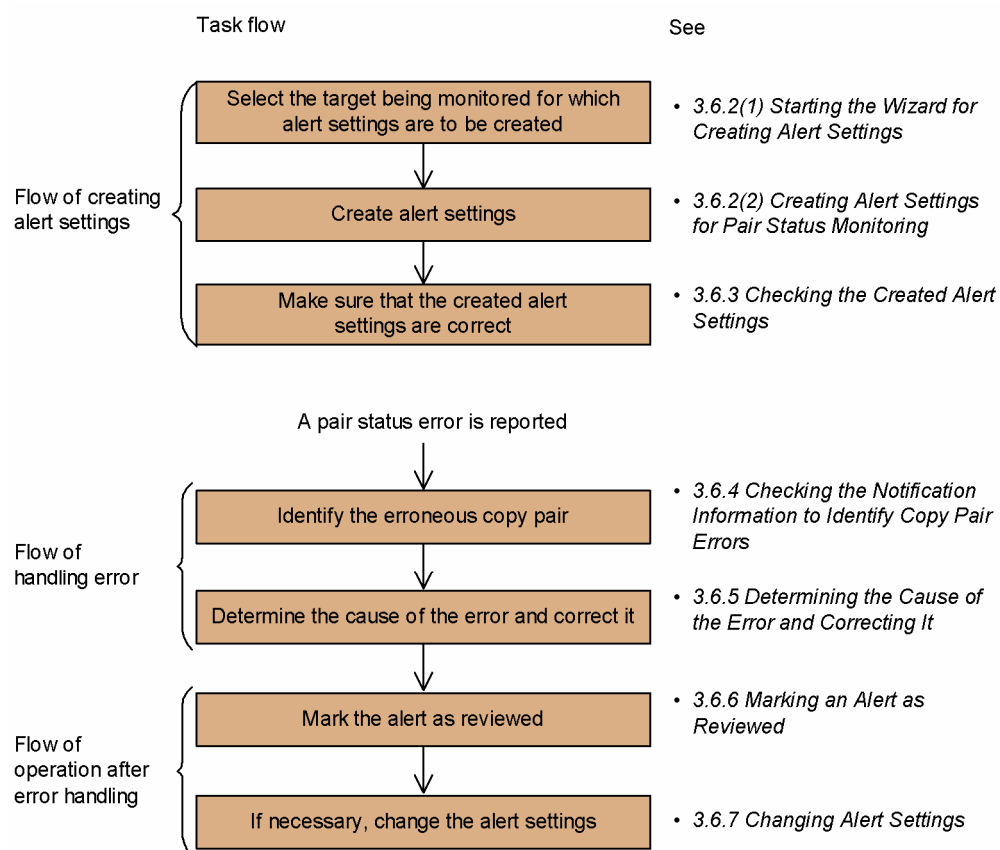 Task flow
See
Select the target being monitored for which
alert settings are to be created
• 3.6.2(1) Starting the Wizard for
Creating Alert Settings
Flow of creating
alert settings
Create alert settings
• 3.6.2(2) Creating Alert Settings
for Pair Status Monitoring
Make sure that the created alert
settings are correct
• 3.6.3 Checking the Created Alert
Settings
A pair status error is reported
Flow of
handling error
Identify the erroneous copy pair
• 3.6.4 Checking the Notification
Information to Identify Copy Pair
Errors
Determine the cause of the error and correct it
• 3.6.5 Determining the Cause of
the Error and Correcting It
Flow of
operation after
error handling
Mark the alert as reviewed
• 3.6.6 Marking an Alert as
Reviewed
If necessary, change the alert settings
• 3.6.7 Changing Alert Settings